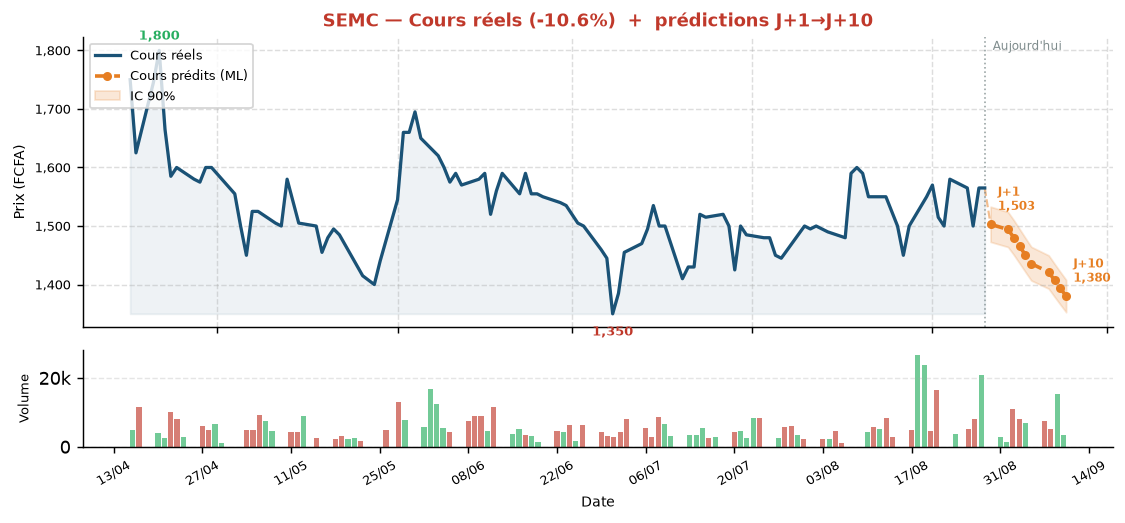 SEMC — Cours réels (-10.6%)  +  prédictions J+1→J+10
1,800
Aujourd'hui
Cours réels
Cours prédits (ML)
IC 90%
Prix (FCFA)
1,800
1,700
1,600
1,500
1,400
J+1
1,503
J+10
1,380
1,350
Volume
20k
0
13/04
27/04
11/05
25/05
08/06
22/06
06/07
20/07
03/08
17/08
31/08
14/09
Date